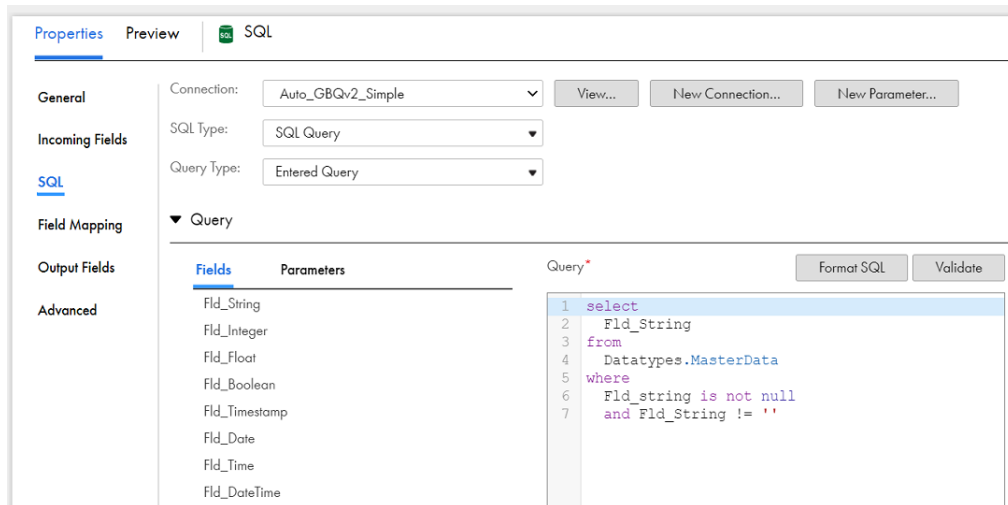 Properties Preview SQL SQL
General
Incoming Fields
SQL
Field Mapping
Output Fields
Advanced
Connection: Auto_GBQv2_Simple View... New Connection... New Parameter...
SQL Type: SQL Query
Query Type: Entered Query
Query
Fields Parameters
Fld_String
Fld_Integer
Fld_Float
Fld_Boolean
Fld_Timestamp
Fld_Date
Fld_Time
Fld_DateTime
Query* Format SQL Validate
1 select
2 Fld_String
3 from
4 Datatypes.MasterData
5 where
6 Fld_string is not null
7 and Fld_String != ''